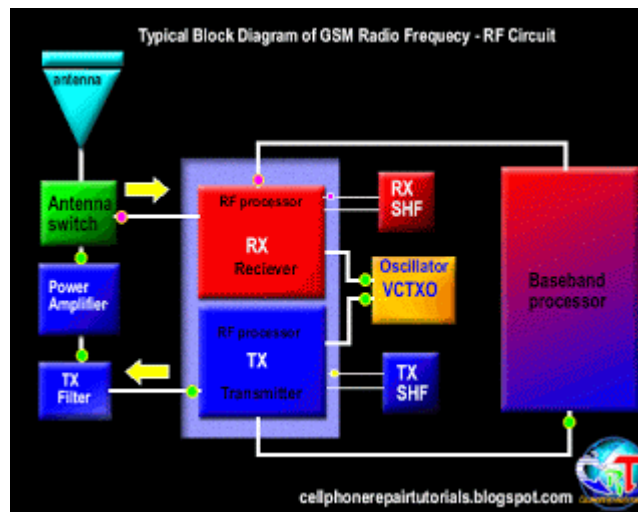 Typical Block Diagram of GSM Radio Frequecy - RF Circuit
antenna
Antenna
switch
Power
Amplifier
TX
Filter
RF processor
RX
Reciever
RF processor
TX
Transmitter
RX
SHF
Oscillator
VCTXO
TX
SHF
Baseband
processor
cellphonerepairtutorials.blogspot.com